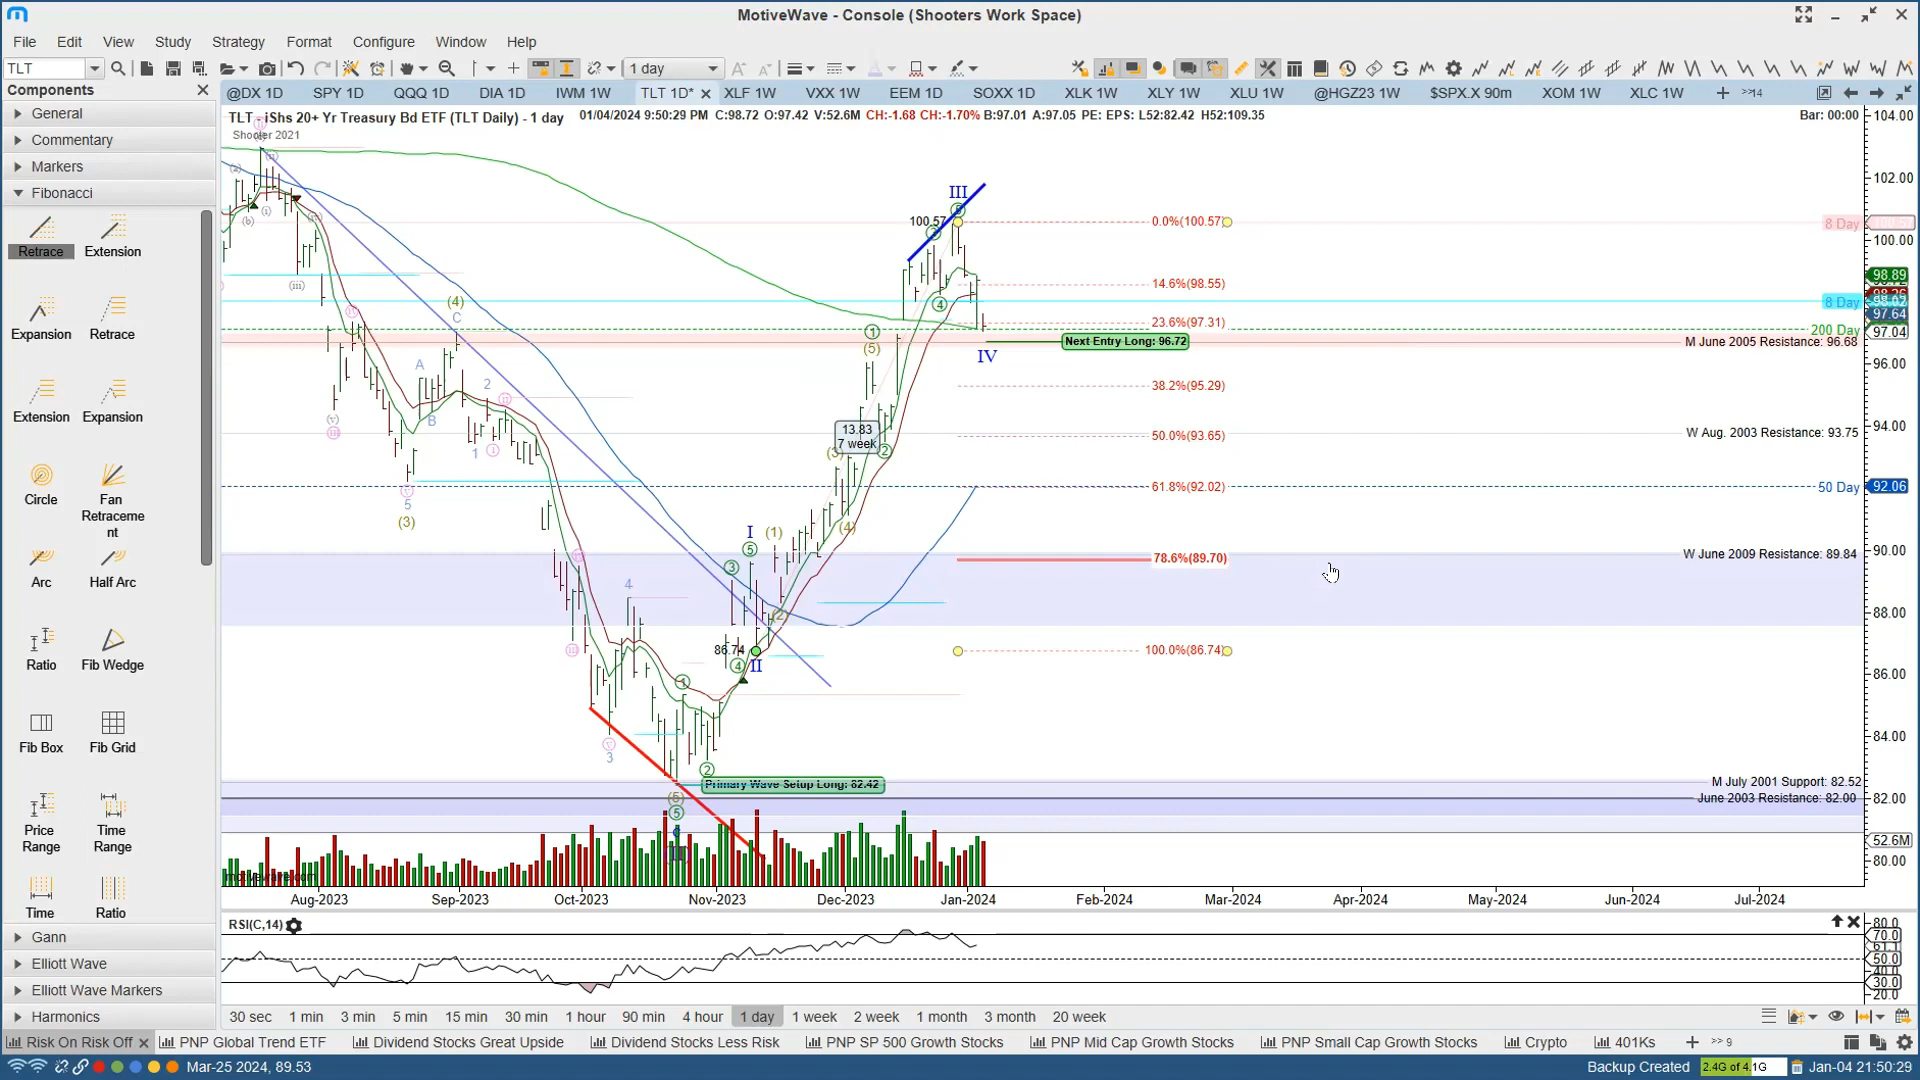 MotiveWave - Console (Shooters Work Space)
File Edit View Study Strategy Format Configure Window Help
TLT 1 day
Components
@DX 1D SPY 1D QQQ 1D DIA 1D IWM 1W TLT 1D* XLF 1W VXX 1W EEM 1D SOXX 1D XLK 1W XLY 1W XLU 1W @HGZ23 1W $SPX.X 90m XOM 1W XLC 1W >>14
General
Commentary
Markers
Fibonacci
Retrace Extension
Expansion Retrace
Extension Expansion
Circle Fan Retraceme nt
Arc Half Arc
Ratio Fib Wedge
Fib Box Fib Grid
Price Range Time Range
Time Ratio
Gann
Elliott Wave
Elliott Wave Markers
Harmonics
TLT - iShs 20+ Yr Treasury Bd ETF (TLT Daily) - 1 day 01/04/2024 9:50:29 PM C:98.72 O:97.42 V:52.6M CH:-1.68 CH:-1.70% B:97.01 A:97.05 PE: EPS: L52:82.42 H52:109.35 Bar: 00:00
Shooter 2021
104.00
102.00
III
100.57 0.0%(100.57) 8 Day
100.00
98.89
14.6%(98.55)
8 Day 98.02
97.64
23.6%(97.31)
200 Day 97.04
Next Entry Long: 96.72
M June 2005 Resistance: 96.68
IV
96.00
38.2%(95.29)
94.00
50.0%(93.65)
W Aug. 2003 Resistance: 93.75
13.83
7 week
61.8%(92.02)
50 Day 92.06
90.00
78.6%(89.70)
W June 2009 Resistance: 89.84
88.00
86.74 100.0%(86.74)
I
II
86.00
84.00
Primary Wave Setup Long: 82.42
M July 2001 Support: 82.52
June 2003 Resistance: 82.00
82.00
52.6M
80.00
Aug-2023 Sep-2023 Oct-2023 Nov-2023 Dec-2023 Jan-2024 Feb-2024 Mar-2024 Apr-2024 May-2024 Jun-2024 Jul-2024
RSI(C,14)
80.0
70.0
61.1
50.0
40.0
30.0
20.0
30 sec 1 min 3 min 5 min 15 min 30 min 1 hour 90 min 4 hour 1 day 1 week 2 week 1 month 3 month 20 week
Risk On Risk Off PNP Global Trend ETF Dividend Stocks Great Upside Dividend Stocks Less Risk PNP SP 500 Growth Stocks PNP Mid Cap Growth Stocks PNP Small Cap Growth Stocks Crypto 401Ks >> 9
Mar-25 2024, 89.53 Backup Created 2.4G of 4.1G Jan-04 21:50:29